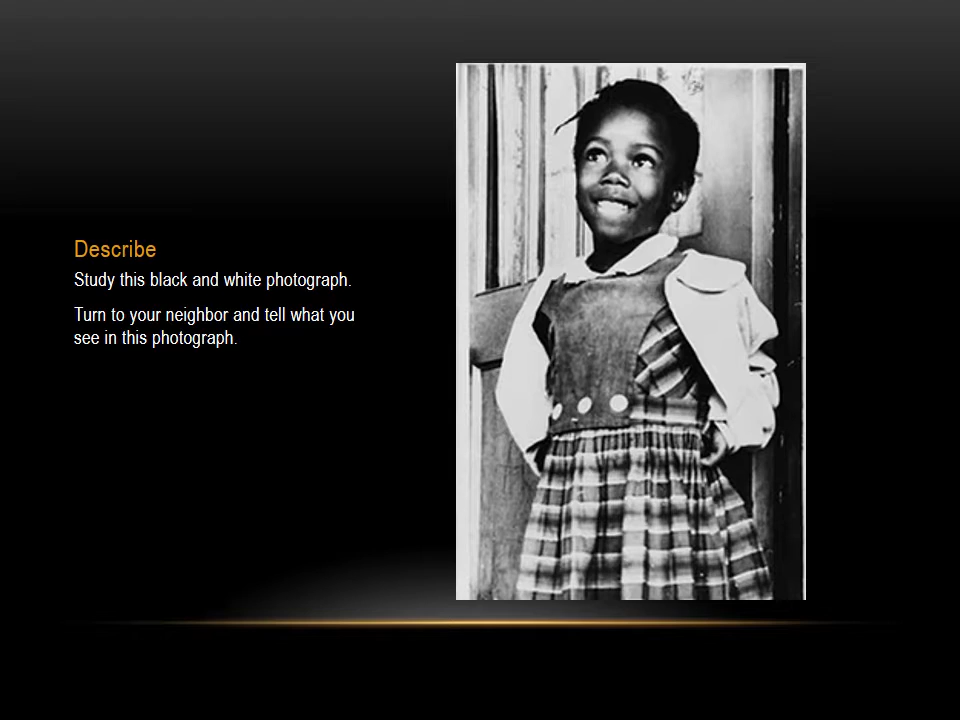 Describe
Study this black and white photograph.
Turn to your neighbor and tell what you
see in this photograph.